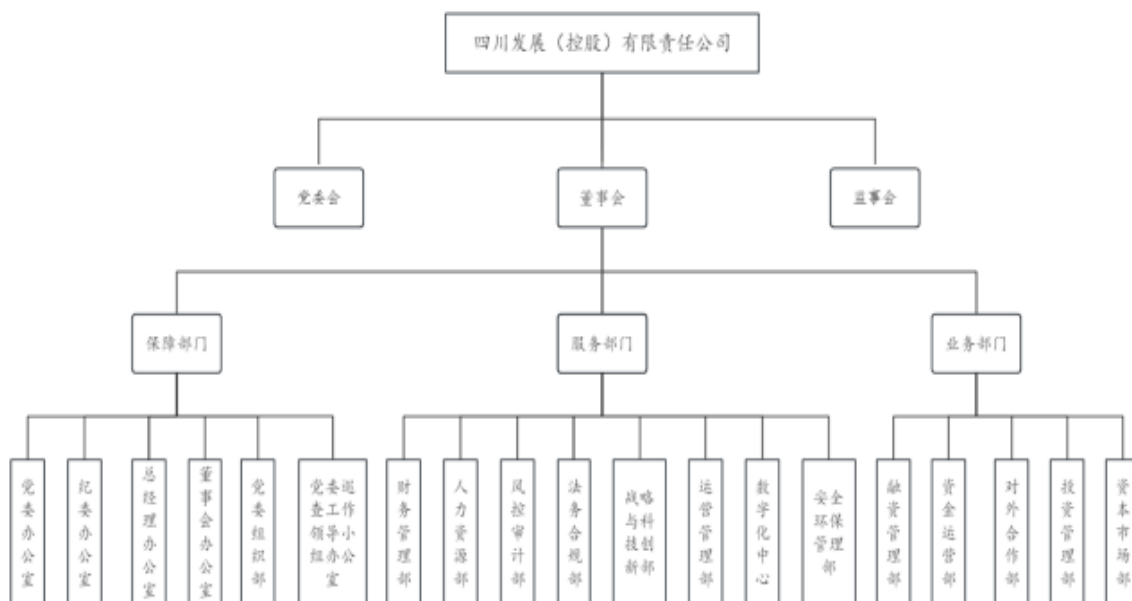 四川发展（控股）有限责任公司
党委会
董事会
监事会
保障部门
服务部门
业务部门
党委办公室
纪委办公室
总经理办公室
董事会办公室
党委组织部
党委巡
查工作
领导小
组办公
室
财务管理部
人力资源部
风控审计部
法务合规部
战略
与科
技创
新部
运营管理部
数字化中心
安全
环保
管理
部
融资管理部
资金运营部
对外合作部
投资管理部
资本市场部